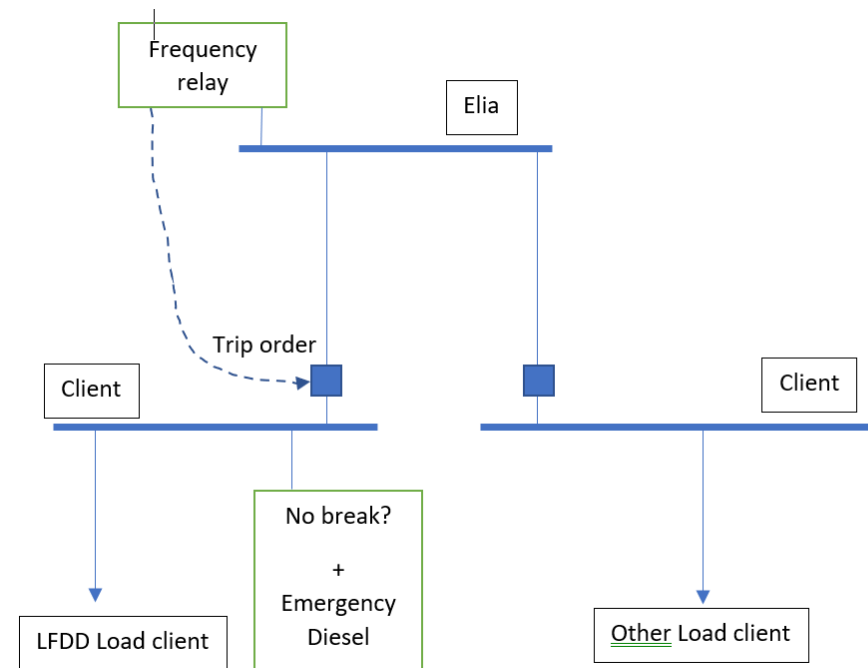 Frequency
relay
Elia
Trip order
Client
Client
No break?
+
Emergency
Diesel
LFDD Load client
Other Load client